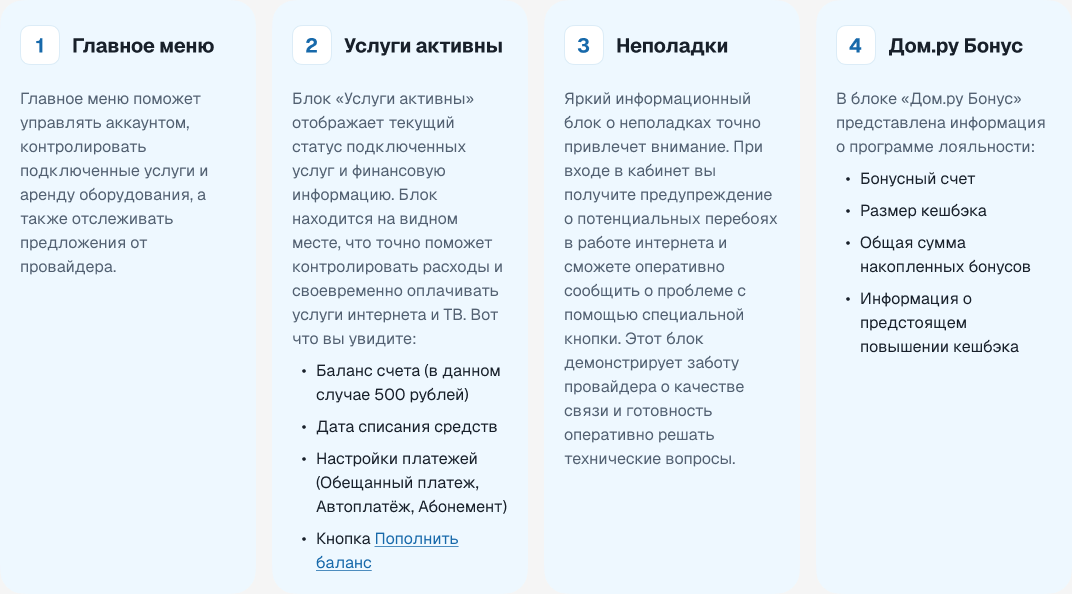 1 Главное меню
Главное меню поможет
управлять аккаунтом,
контролировать
подключенные услуги и
аренду оборудования, а
также отслеживать
предложения от
провайдера.
2 Услуги активны
Блок «Услуги активны»
отображает текущий
статус подключенных
услуг и финансовую
информацию. Блок
находится на видном
месте, что точно поможет
контролировать расходы и
своевременно оплачивать
услуги интернета и ТВ. Вот
что вы увидите:
• Баланс счета (в данном
случае 500 рублей)
• Дата списания средств
• Настройки платежей
(Обещанный платеж,
Автоплатёж, Абонемент)
• Кнопка Пополнить
баланс
3 Неполадки
Яркий информационный
блок о неполадках точно
привлечет внимание. При
входе в кабинет вы
получите предупреждение
о потенциальных перебоях
в работе интернета и
сможете оперативно
сообщить о проблеме с
помощью специальной
кнопки. Этот блок
демонстрирует заботу
провайдера о качестве
связи и готовность
оперативно решать
технические вопросы.
4 Дом.ру Бонус
В блоке «Дом.ру Бонус»
представлена информация
о программе лояльности:
• Бонусный счет
• Размер кешбэка
• Общая сумма
накопленных бонусов
• Информация о
предстоящем
повышении кешбэка